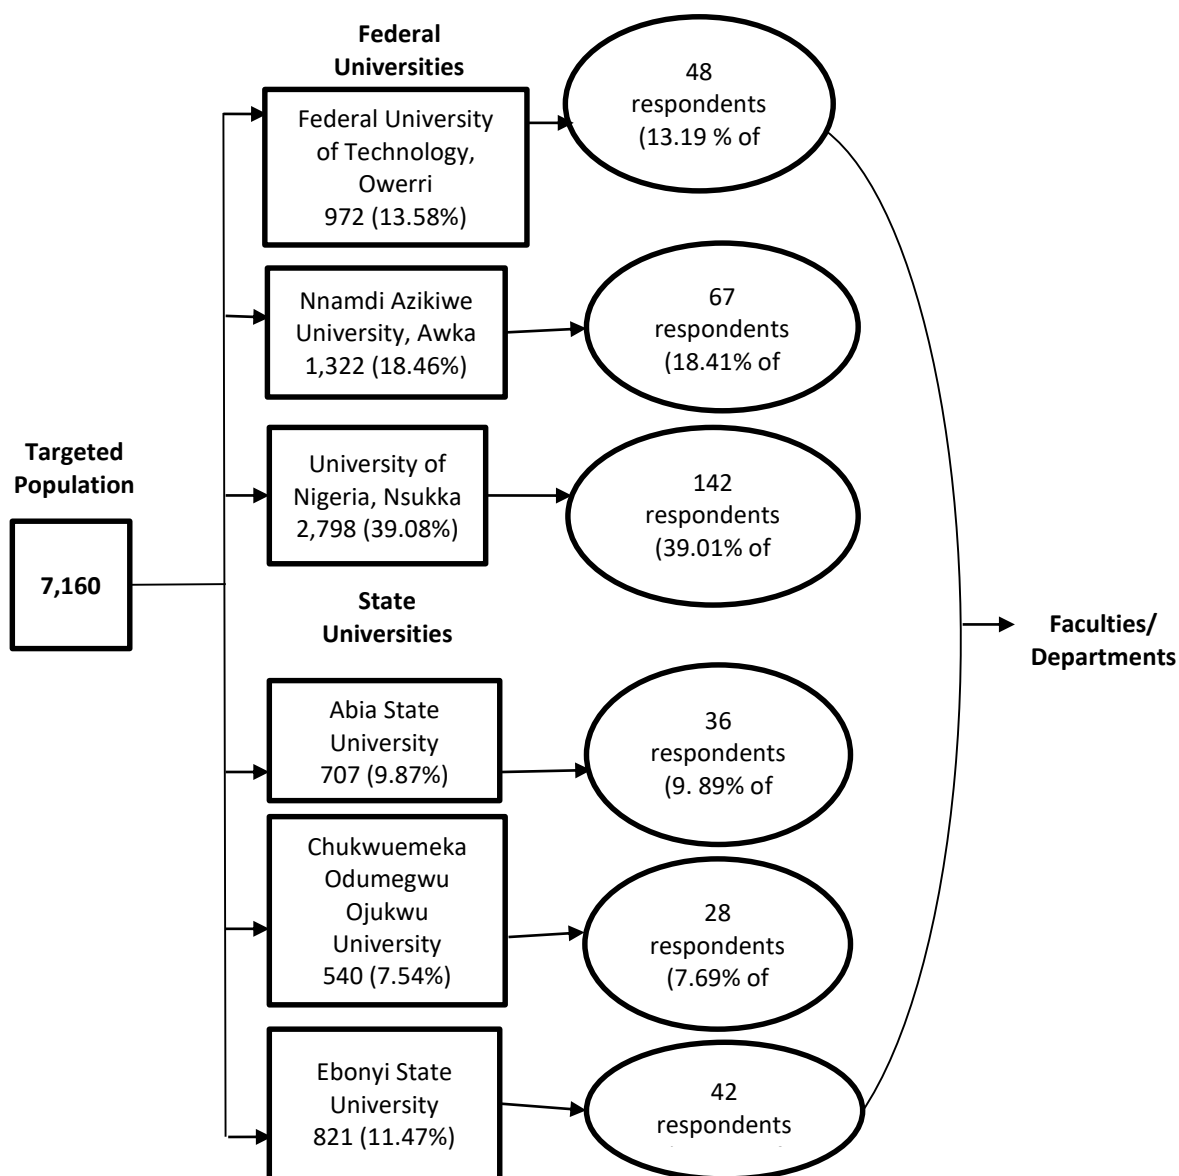 Federal
Universities
Federal University
of Technology,
Owerri
972 (13.58%)
48
respondents
(13.19 % of
Nnamdi Azikiwe
University, Awka
1,322 (18.46%)
67
respondents
(18.41% of
Targeted
Population
7,160
University of
Nigeria, Nsukka
2,798 (39.08%)
142
respondents
(39.01% of
State
Universities
Faculties/
Departments
Abia State
University
707 (9.87%)
36
respondents
(9. 89% of
Chukwuemeka
Odumegwu
Ojukwu
University
540 (7.54%)
28
respondents
(7.69% of
Ebonyi State
University
821 (11.47%)
42
respondents